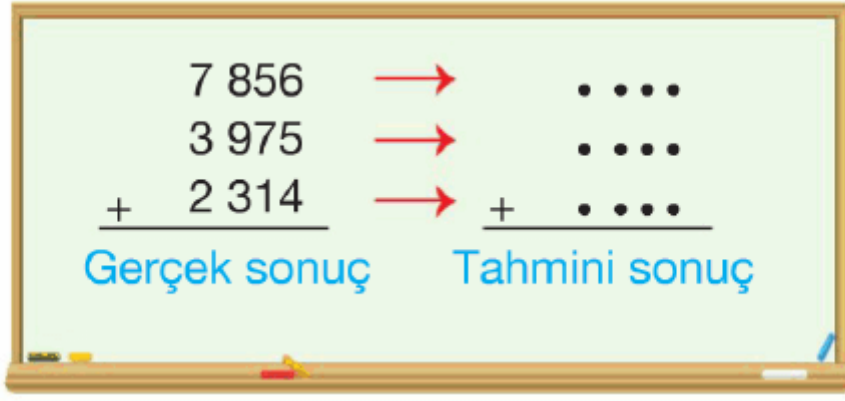 7 856 → . . . .
3 975 → . . . .
+ 2 314 → + . . . .
Gerçek sonuç Tahmini sonuç